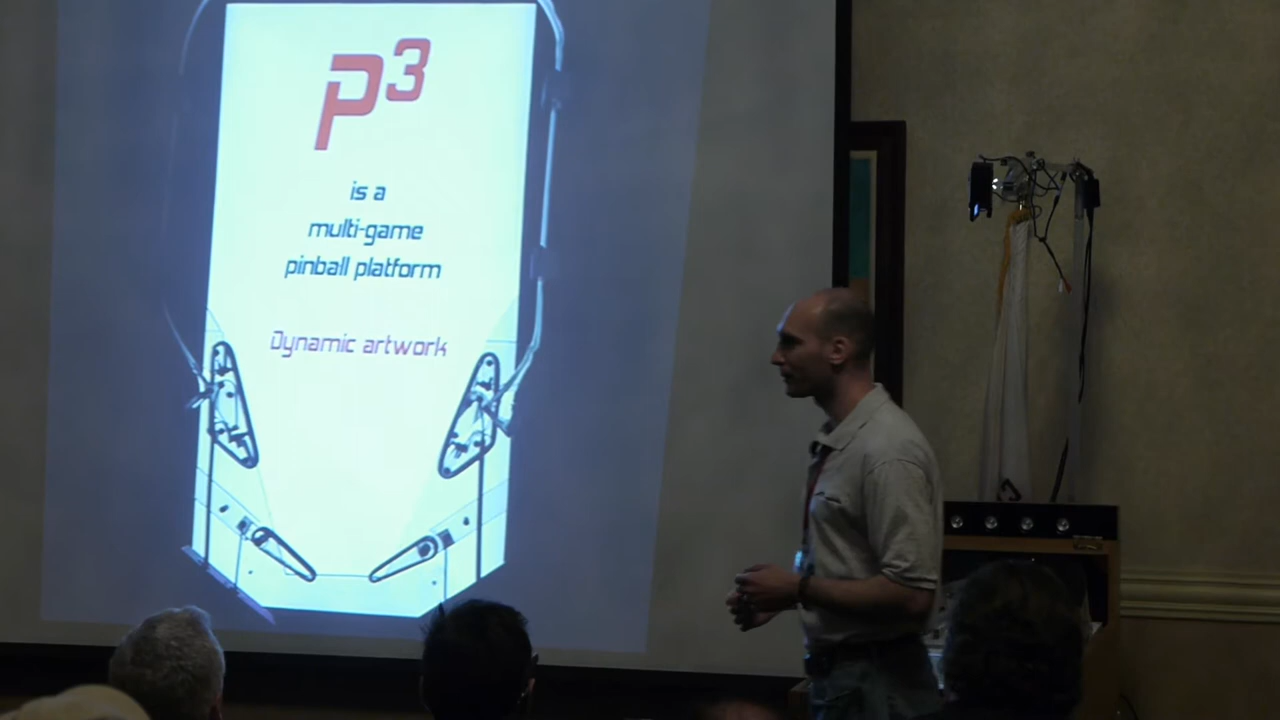 P³
is a
multi-game
pinball platform
Dynamic artwork